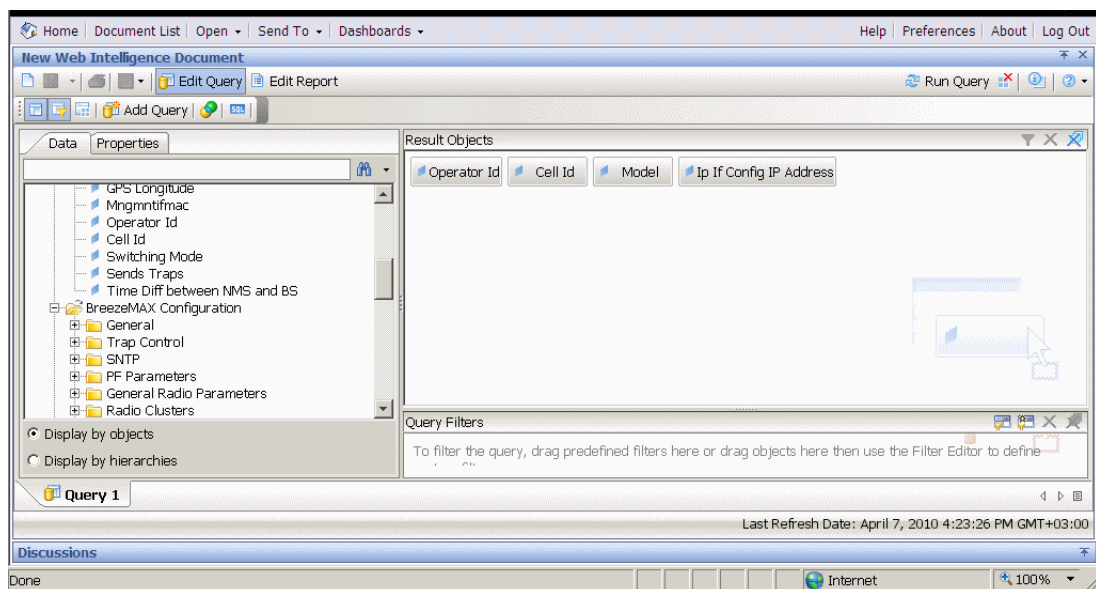 Home Document List Open Send To Dashboards Help Preferences About Log Out
New Web Intelligence Document
Edit Query Edit Report Run Query
Add Query SQL
Data Properties
Result Objects
Operator Id Cell Id Model Ip If Config IP Address
GPS Longitude
Mngmntifmac
Operator Id
Cell Id
Switching Mode
Sends Traps
Time Diff between NMS and BS
BreezeMAX Configuration
General
Trap Control
SNTP
PF Parameters
General Radio Parameters
Radio Clusters
Display by objects
Display by hierarchies
Query Filters
To filter the query, drag predefined filters here or drag objects here then use the Filter Editor to define
Query 1
Last Refresh Date: April 7, 2010 4:23:26 PM GMT+03:00
Discussions
Done Internet 100%